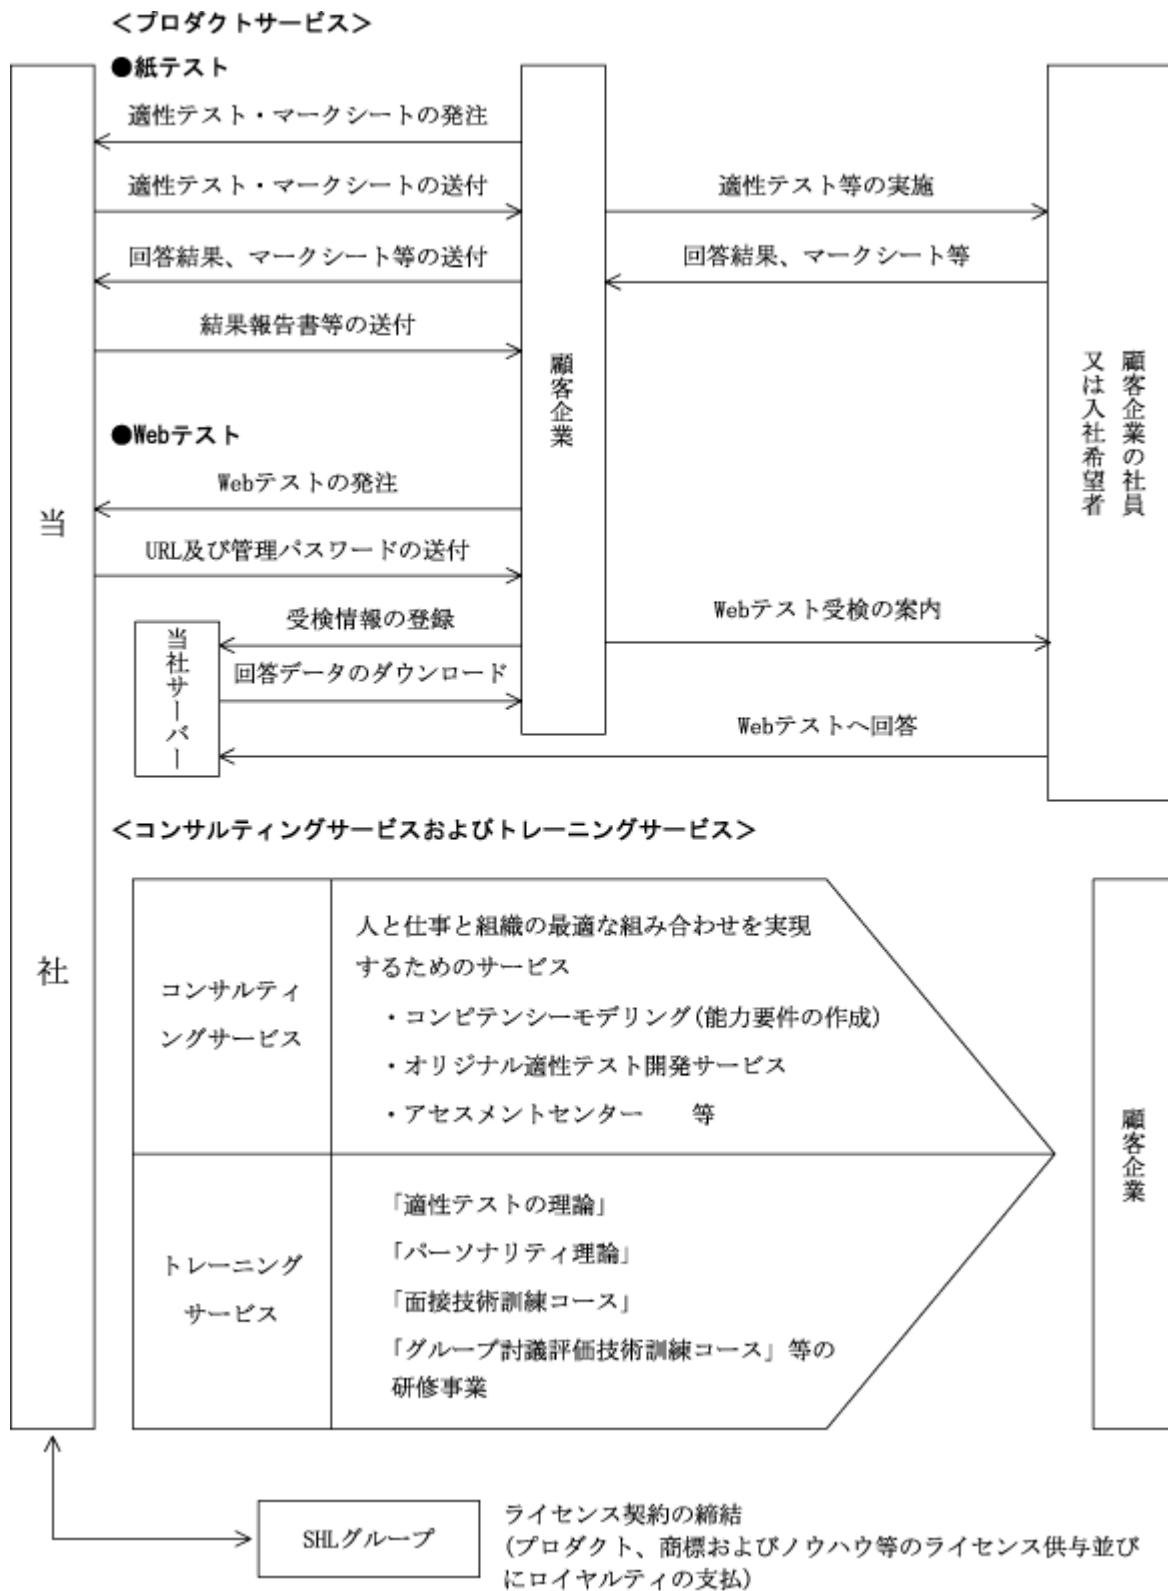 ＜プロダクトサービス＞
●紙テスト
適性テスト・マークシートの発注
適性テスト・マークシートの送付
適性テスト等の実施
回答結果、マークシート等の送付
回答結果、マークシート等
結果報告書等の送付
顧客企業
顧客企業の社員
又は入社希望者
●Webテスト
Webテストの発注
URL及び管理パスワードの送付
受検情報の登録
Webテスト受検の案内
当社サーバー
回答データのダウンロード
Webテストへ回答
当社
＜コンサルティングサービスおよびトレーニングサービス＞
コンサルティ
ングサービス
人と仕事と組織の最適な組み合わせを実現
するためのサービス
・コンピテンシーモデリング(能力要件の作成)
・オリジナル適性テスト開発サービス
・アセスメントセンター　　等
トレーニング
サービス
「適性テストの理論」
「パーソナリティ理論」
「面接技術訓練コース」
「グループ討議評価技術訓練コース」等の
研修事業
顧客企業
SHLグループ
ライセンス契約の締結
(プロダクト、商標およびノウハウ等のライセンス供与並び
にロイヤルティの支払)